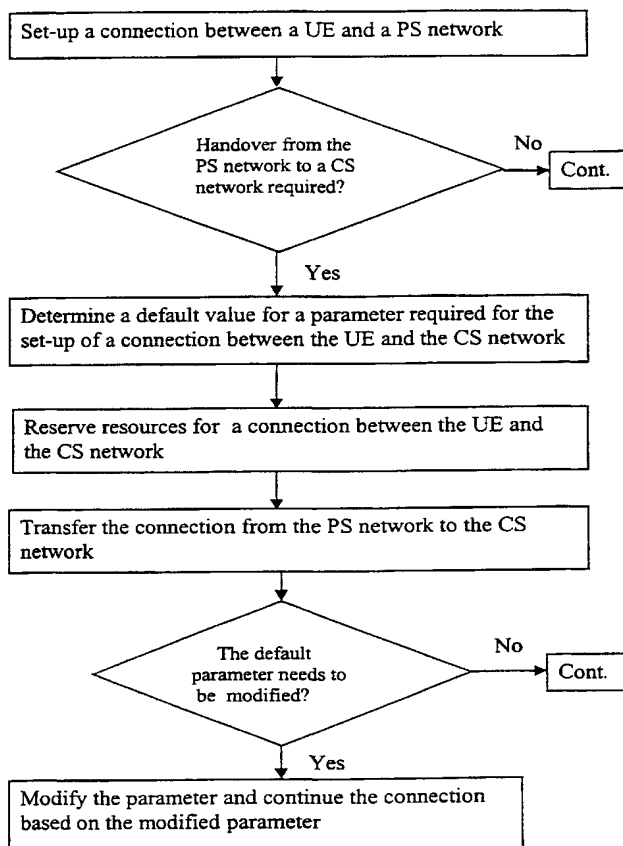 Set-up a connection between a UE and a PS network
Handover from the
PS network to a CS
network required?
No
Cont.
Yes
Determine a default value for a parameter required for the
set-up of a connection between the UE and the CS network
Reserve resources for a connection between the UE and
the CS network
Transfer the connection from the PS network to the CS
network
The default
parameter needs to
be modified?
No
Cont.
Yes
Modify the parameter and continue the connection
based on the modified parameter